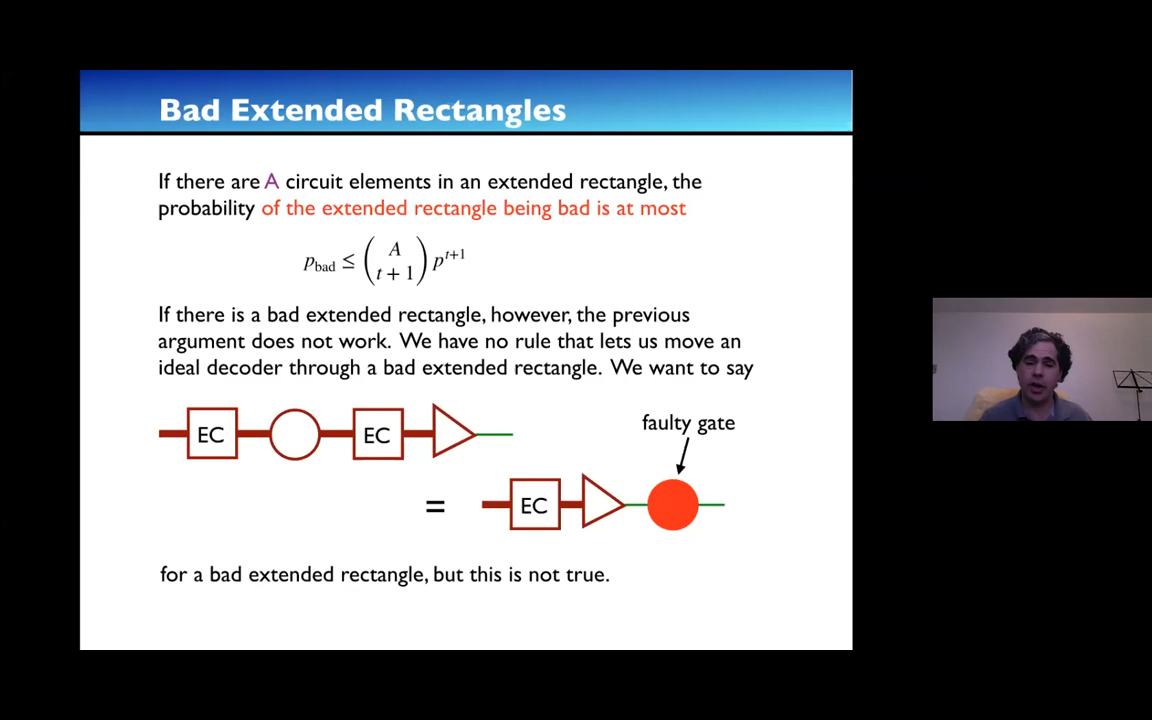 Bad Extended Rectangles
If there are A circuit elements in an extended rectangle, the
probability of the extended rectangle being bad is at most
p_bad ≤ (A t + 1) p^{t+1}
If there is a bad extended rectangle, however, the previous
argument does not work. We have no rule that lets us move an
ideal decoder through a bad extended rectangle. We want to say
EC EC
faulty gate
= EC
for a bad extended rectangle, but this is not true.